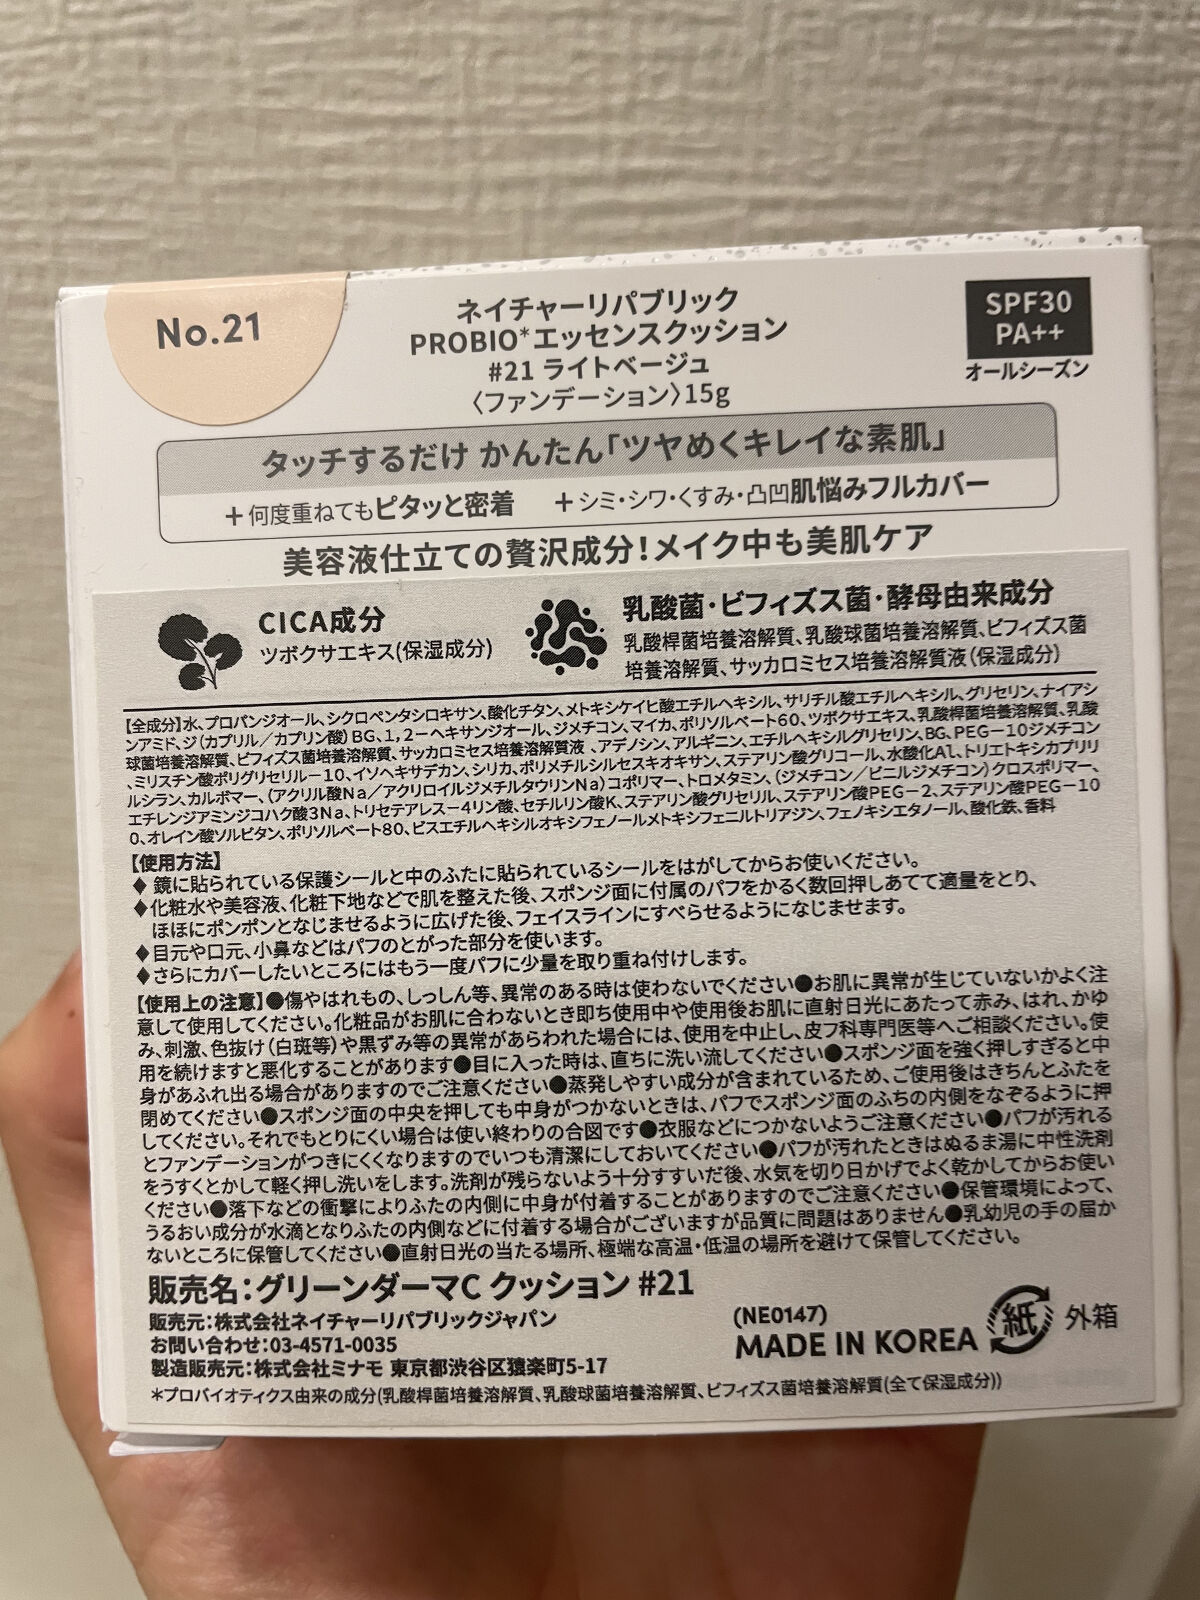 No.21
ネイチャーリパブリック
PROBIO*エッセンスクッション
#21 ライトベージュ
〈ファンデーション〉15g
SPF30
PA++
オールシーズン
タッチするだけ かんたん「ツヤめくキレイな素肌」
＋何度重ねてもピタッと密着 ＋シミ・シワ・くすみ・凸凹肌悩みフルカバー
美容液仕立ての贅沢成分！メイク中も美肌ケア
CICA成分
ツボクサエキス(保湿成分)
乳酸菌・ビフィズス菌・酵母由来成分
乳酸桿菌培養溶解質、乳酸球菌培養溶解質、ビフィズス菌
培養溶解質、サッカロミセス培養溶解質液（保湿成分）
【全成分】水、プロパンジオール、シクロペンタシロキサン、酸化チタン、メトキシケイヒ酸エチルヘキシル、サリチル酸エチルヘキシル、グリセリン、ナイアシ
ンアミド、ジ（カプリル／カプリン酸）BG、1，2－ヘキサンジオール、ジメチコン、マイカ、ポリソルベート60、ツボクサエキス、乳酸桿菌培養溶解質、乳酸
球菌培養溶解質、ビフィズス菌培養溶解質、サッカロミセス培養溶解質液 、アデノシン、アルギニン、エチルヘキシルグリセリン、BG、PEG－10ジメチコン
、ミリスチン酸ポリグリセリル－10、イソヘキサデカン、シリカ、ポリメチルシルセスキオキサン、ステアリン酸グリコール、水酸化Al、トリエトキシカプリリ
ルシラン、カルボマー、（アクリル酸Na／アクリロイルジメチルタウリンNa）コポリマー、トロメタミン、（ジメチコン／ビニルジメチコン）クロスポリマー、
エチレンジアミンジコハク酸3Na、トリセテアレス－4リン酸、セチルリン酸K、ステアリン酸グリセリル、ステアリン酸PEG－2、ステアリン酸PEG－10
0、オレイン酸ソルビタン、ポリソルベート80、ビスエチルヘキシルオキシフェノールメトキシフェニルトリアジン、フェノキシエタノール、酸化鉄、香料
【使用方法】
♦ 鏡に貼られている保護シールと中のふたに貼られているシールをはがしてからお使いください。
♦化粧水や美容液、化粧下地などで肌を整えた後、スポンジ面に付属のパフをかるく数回押しあてて適量をとり、
ほほにポンポンとなじませるように広げた後、フェイスラインにすべらせるようになじませます。
♦目元や口元、小鼻などはパフのとがった部分を使います。
♦さらにカバーしたいところにはもう一度パフに少量を取り重ね付けします。
【使用上の注意】●傷やはれもの、しっしん等、異常のある時は使わないでください●お肌に異常が生じていないかよく注
意して使用してください。化粧品がお肌に合わないとき即ち使用中や使用後お肌に直射日光にあたって赤み、はれ、かゆ
み、刺激、色抜け（白斑等）や黒ずみ等の異常があらわれた場合には、使用を中止し、皮フ科専門医等へご相談ください。使
用を続けますと悪化することがあります●目に入った時は、直ちに洗い流してください●スポンジ面を強く押しすぎると中
身があふれ出る場合がありますのでご注意ください●蒸発しやすい成分が含まれているため、ご使用後はきちんとふたを
閉めてください●スポンジ面の中央を押しても中身がつかないときは、パフでスポンジ面のふちの内側をなぞるように押
してください。それでもとりにくい場合は使い終わりの合図です●衣服などにつかないようご注意ください●パフが汚れる
とファンデーションがつきにくくなりますのでいつも清潔にしておいてください●パフが汚れたときはぬるま湯に中性洗剤
をうすくとかして軽く押し洗いをします。洗剤が残らないよう十分すすいだ後、水気を切り日かげでよく乾かしてからお使い
ください●落下などの衝撃によりふたの内側に中身が付着することがありますのでご注意ください●保管環境によって、
うるおい成分が水滴となりふたの内側などに付着する場合がございますが品質に問題はありません●乳幼児の手の届か
ないところに保管してください●直射日光の当たる場所、極端な高温・低温の場所を避けて保管してください。
販売名：グリーンダーマC クッション #21
販売元：株式会社ネイチャーリパブリックジャパン
お問い合わせ：03-4571-0035
製造販売元：株式会社ミナモ 東京都渋谷区猿楽町5-17
(NE0147)
MADE IN KOREA
紙 外箱
＊プロバイオティクス由来の成分(乳酸桿菌培養溶解質、乳酸球菌培養溶解質、ビフィズス菌培養溶解質(全て保湿成分))